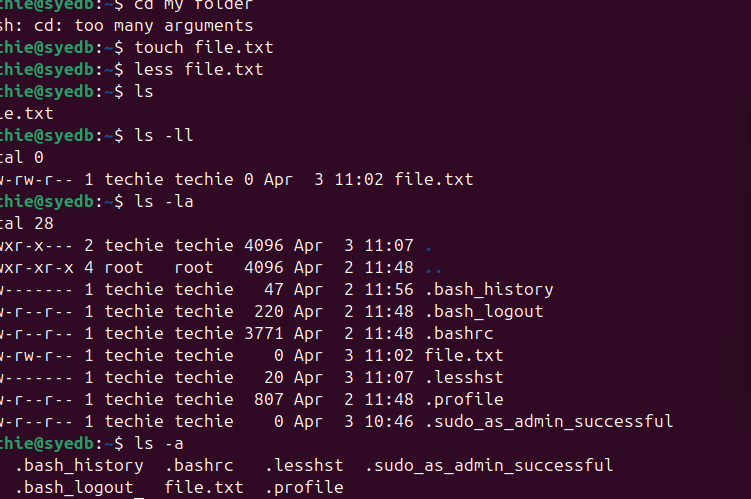 cd my folder
sh: cd: too many arguments
chie@syedb:~$ touch file.txt
chie@syedb:~$ less file.txt
chie@syedb:~$ ls
le.txt
chie@syedb:~$ ls -ll
tal 0
w-rw-r-- 1 techie techie 0 Apr  3 11:02 file.txt
chie@syedb:~$ ls -la
tal 28
wxr-x--- 2 techie techie 4096 Apr  3 11:07 .
wxr-xr-x 4 root   root   4096 Apr  2 11:48 ..
w------- 1 techie techie   47 Apr  2 11:56 .bash_history
w-r--r-- 1 techie techie  220 Apr  2 11:48 .bash_logout
w-r--r-- 1 techie techie 3771 Apr  2 11:48 .bashrc
w-rw-r-- 1 techie techie    0 Apr  3 11:02 file.txt
w------- 1 techie techie   20 Apr  3 11:07 .lesshst
w-r--r-- 1 techie techie  807 Apr  2 11:48 .profile
w-r--r-- 1 techie techie    0 Apr  3 10:46 .sudo_as_admin_successful
chie@syedb:~$ ls -a
.bash_history  .bashrc   .lesshst  .sudo_as_admin_successful
.bash_logout   file.txt  .profile